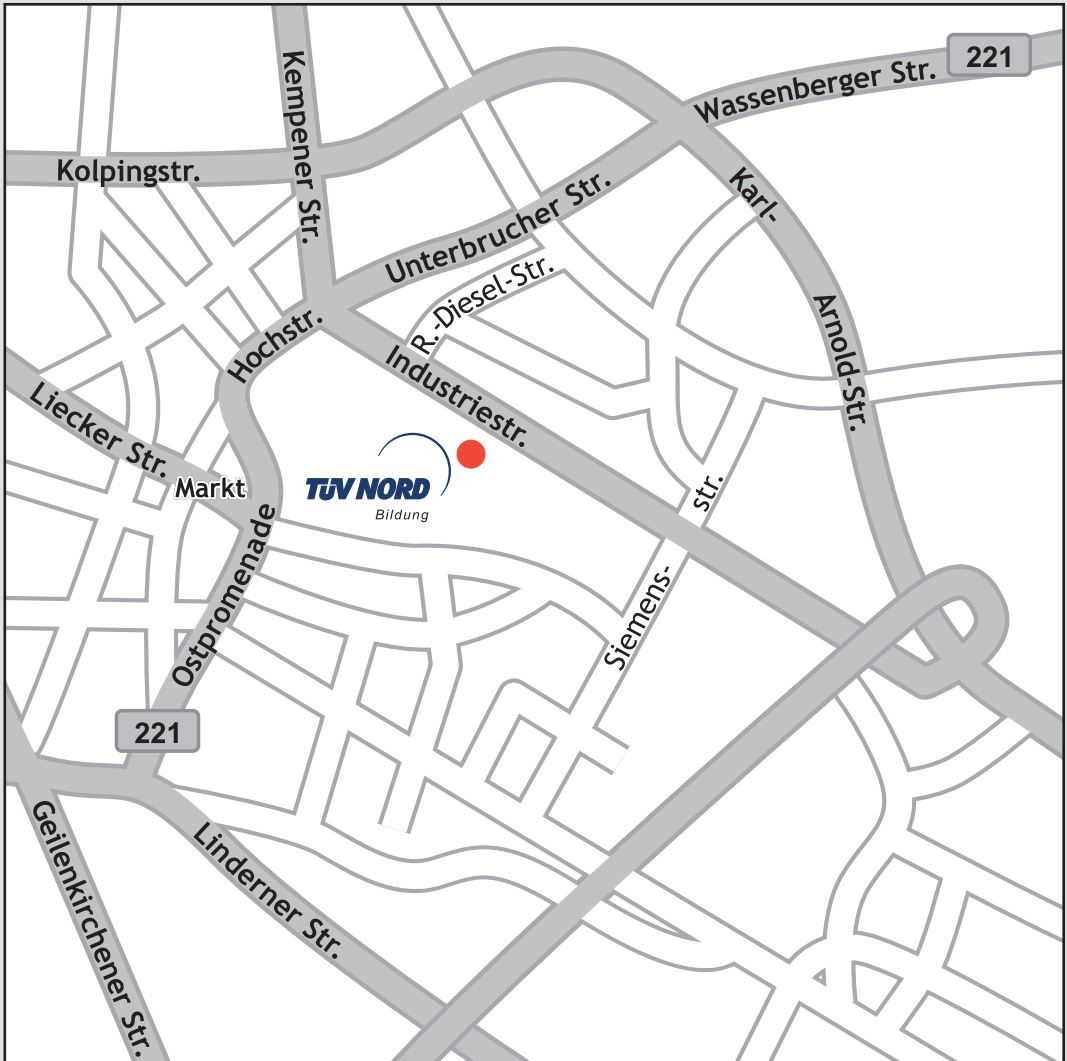 221
Wassenberger Str.
Kempener Str.
Kolpingstr.
Karl-
Unterbrucher Str.
R.-Diesel-Str.
Arnold-Str.
Hochstr.
Industriestr.
Liecker Str.
Markt
TÜV NORD
Bildung
str.
Siemens-
Ostpromenade
221
Geilenkirchener Str.
Linderner Str.